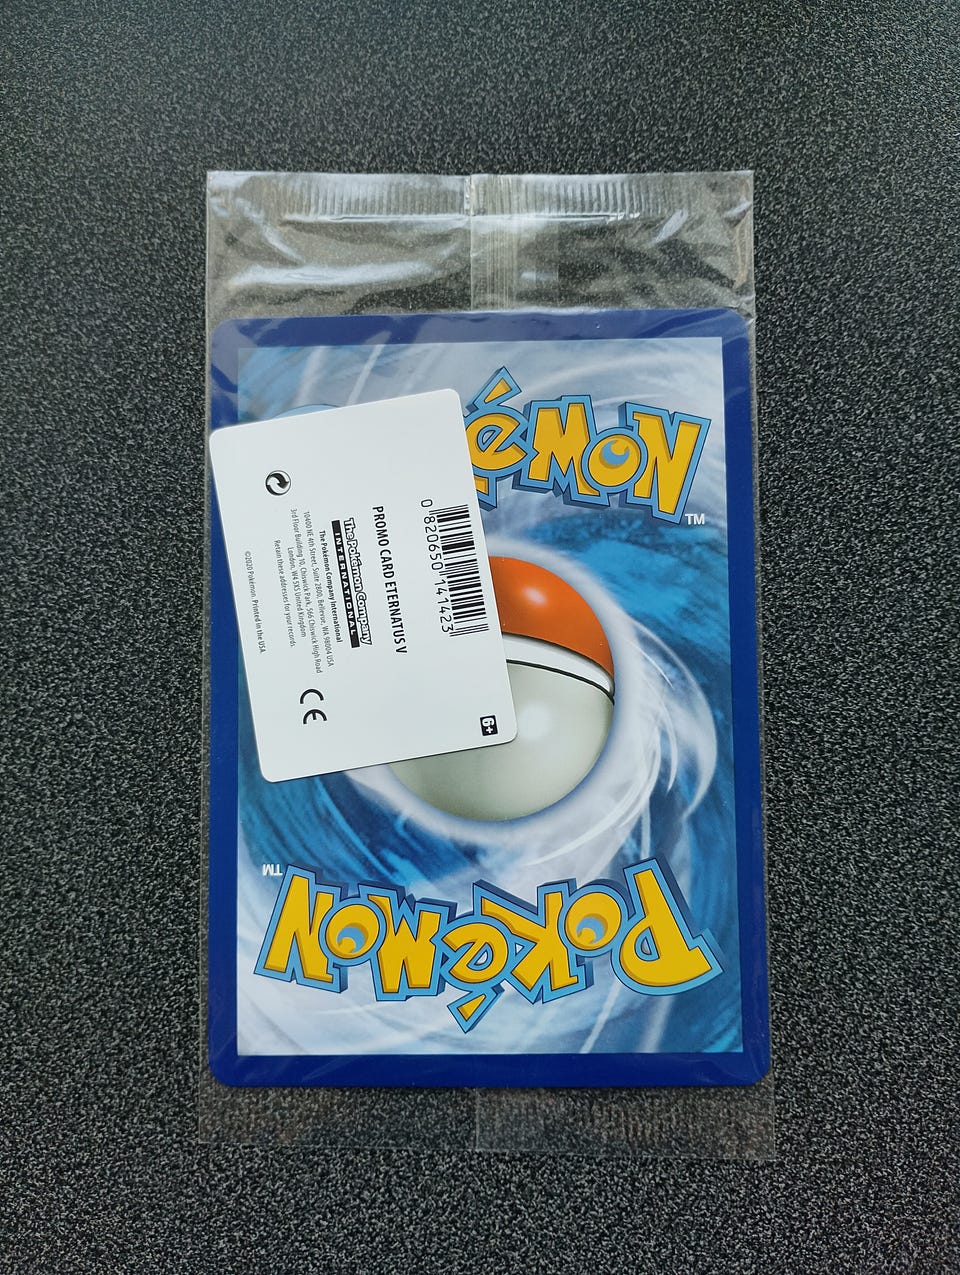 POKéMON
TM
0 820650 141423
PROMO CARD ETERNATUS V
The Pokémon Company
INTERNATIONAL
The Pokémon Company International
10400 NE 4th Street, Suite 2800, Bellevue, WA 98004 USA
3rd Floor Building 10, Chiswick Park, 566 Chiswick High Road
London, W4 5XS United Kingdom
Retain these addresses for your records.
©2020 Pokémon. Printed in the USA.
6+
CE
éMON
TM